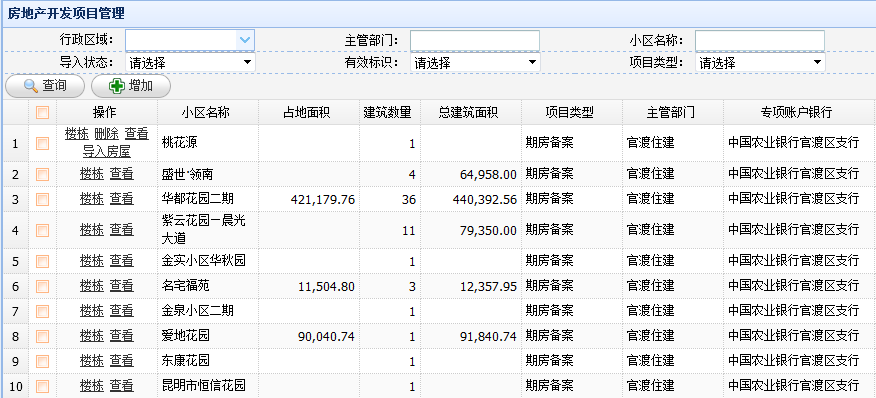 房地产开发项目管理
行政区域： 主管部门： 小区名称：
导入状态： 请选择 有效标识： 请选择 项目类型： 请选择
查询 增加
操作 小区名称 占地面积 建筑数量 总建筑面积 项目类型 主管部门 专项账户银行
1 楼栋 删除 查看 导入房屋 桃花源 1 期房备案 官渡住建 中国农业银行官渡区支行
2 楼栋 查看 盛世·领南 4 64,958.00 期房备案 官渡住建 中国农业银行官渡区支行
3 楼栋 查看 华都花园二期 421,179.76 36 440,392.56 期房备案 官渡住建 中国农业银行官渡区支行
4 楼栋 查看 紫云花园一晨光大道 11 79,350.00 期房备案 官渡住建 中国农业银行官渡区支行
5 楼栋 查看 金实小区华秋园 1 期房备案 官渡住建 中国农业银行官渡区支行
6 楼栋 查看 名宅福苑 11,504.80 3 12,357.95 期房备案 官渡住建 中国农业银行官渡区支行
7 楼栋 查看 金泉小区二期 1 期房备案 官渡住建 中国农业银行官渡区支行
8 楼栋 查看 爱地花园 90,040.74 1 91,840.74 期房备案 官渡住建 中国农业银行官渡区支行
9 楼栋 查看 东康花园 1 期房备案 官渡住建 中国农业银行官渡区支行
10 楼栋 查看 昆明市恒信花园 1 期房备案 官渡住建 中国农业银行官渡区支行